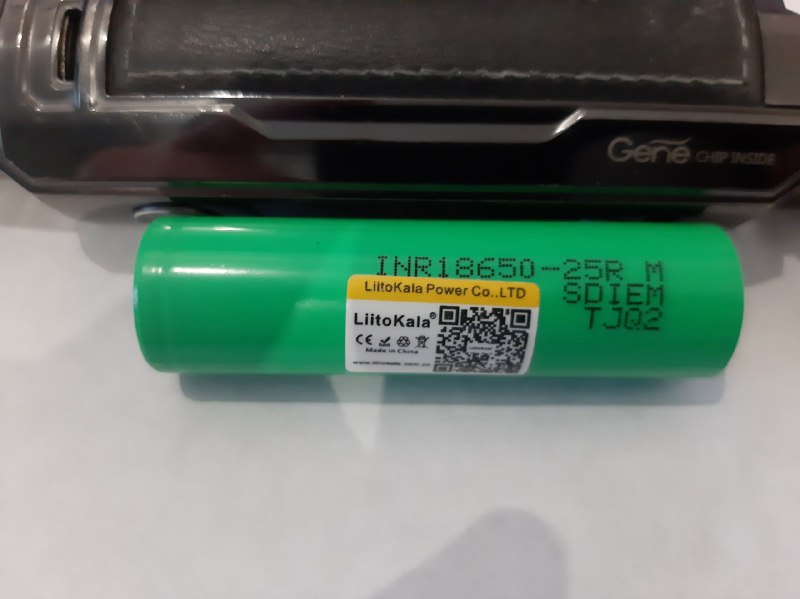 Gene CHIP INSIDE
INR18650-25R M
SDIEM
TJQ2
LiitoKala Power Co.,LTD
LiitoKala®
CE
Made in China